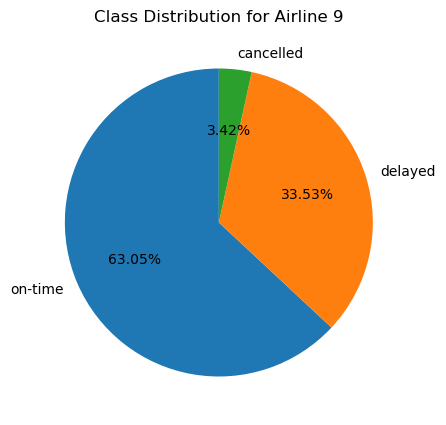 Class Distribution for Airline 9
cancelled
3.42%
delayed
33.53%
63.05%
on-time